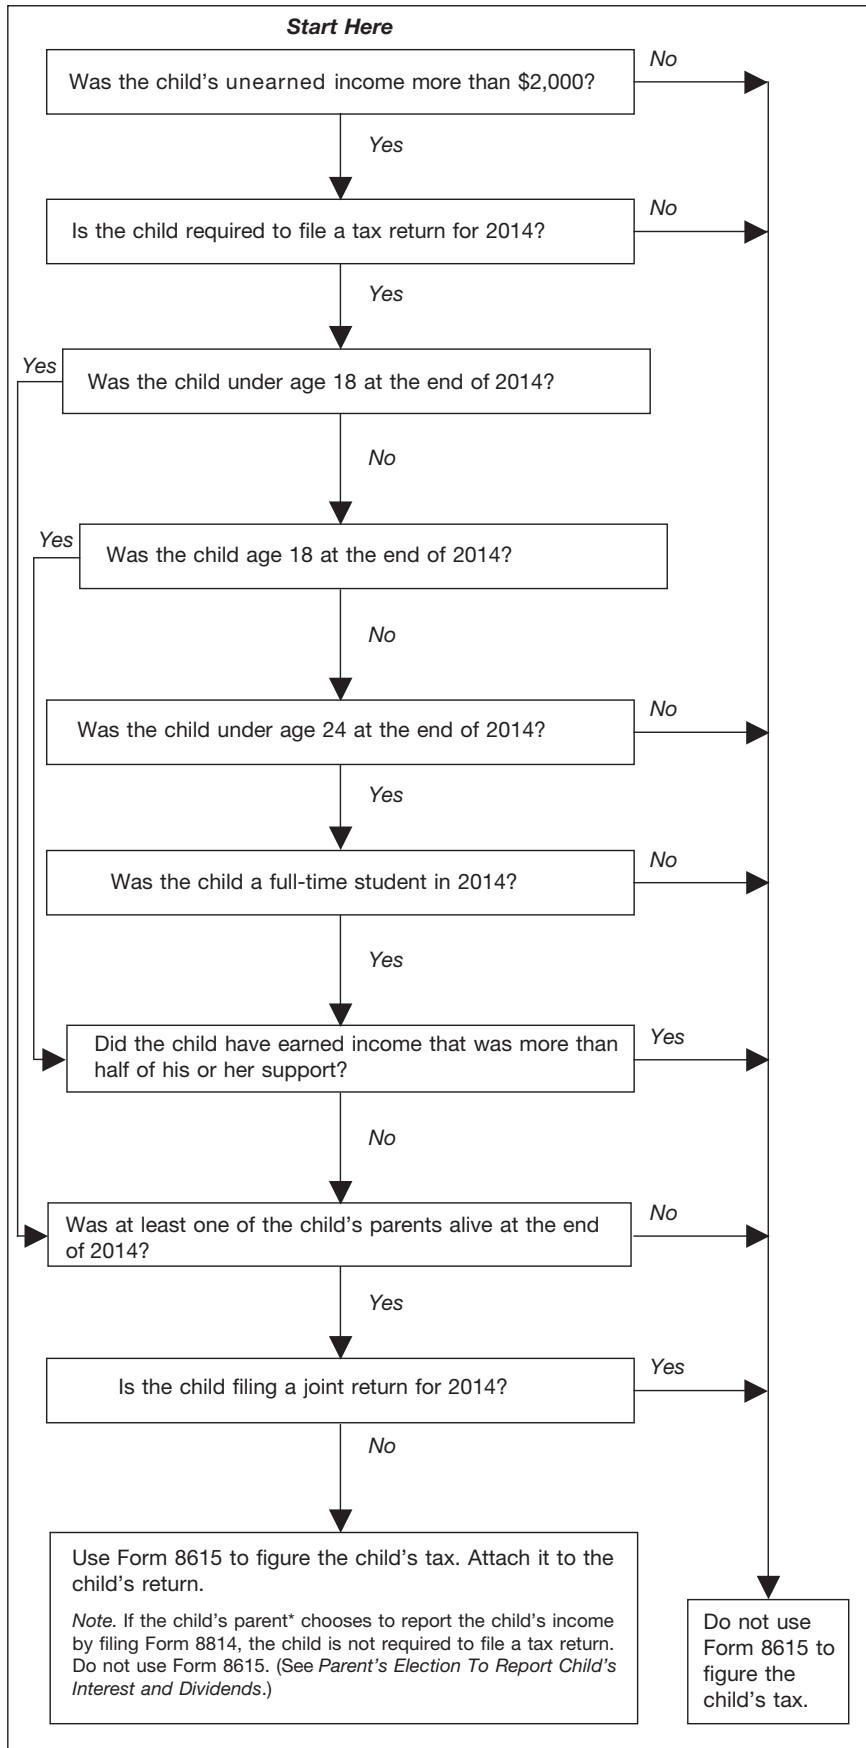 Start Here
Was the child's unearned income more than $2,000?
No
Yes
Is the child required to file a tax return for 2014?
No
Yes
Yes
Was the child under age 18 at the end of 2014?
No
Yes
Was the child age 18 at the end of 2014?
No
Was the child under age 24 at the end of 2014?
No
Yes
Was the child a full-time student in 2014?
No
Yes
Did the child have earned income that was more than
half of his or her support?
Yes
No
Was at least one of the child's parents alive at the end
of 2014?
No
Yes
Is the child filing a joint return for 2014?
Yes
No
Use Form 8615 to figure the child's tax. Attach it to the
child's return.
Note. If the child's parent* chooses to report the child's income
by filing Form 8814, the child is not required to file a tax return.
Do not use Form 8615. (See Parent's Election To Report Child's
Interest and Dividends.)
Do not use
Form 8615 to
figure the
child's tax.